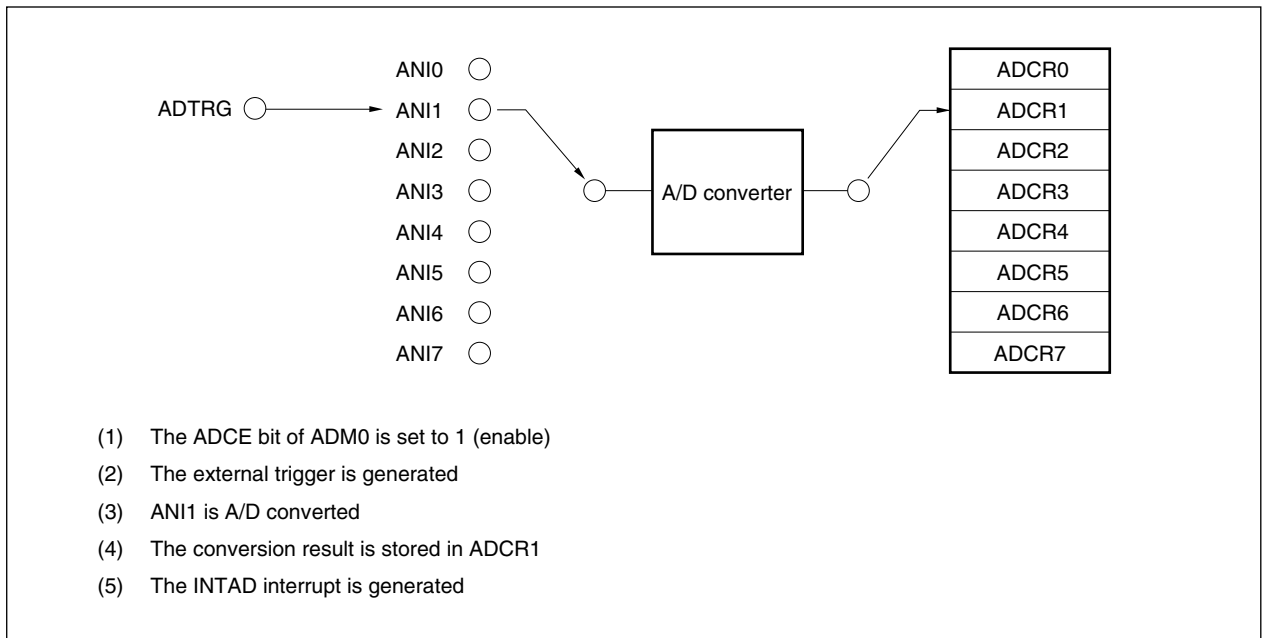 ANI0
ADTRG
ANI1
ANI2
ANI3
ANI4
ANI5
ANI6
ANI7
A/D converter
ADCR0
ADCR1
ADCR2
ADCR3
ADCR4
ADCR5
ADCR6
ADCR7
(1) The ADCE bit of ADM0 is set to 1 (enable)
(2) The external trigger is generated
(3) ANI1 is A/D converted
(4) The conversion result is stored in ADCR1
(5) The INTAD interrupt is generated